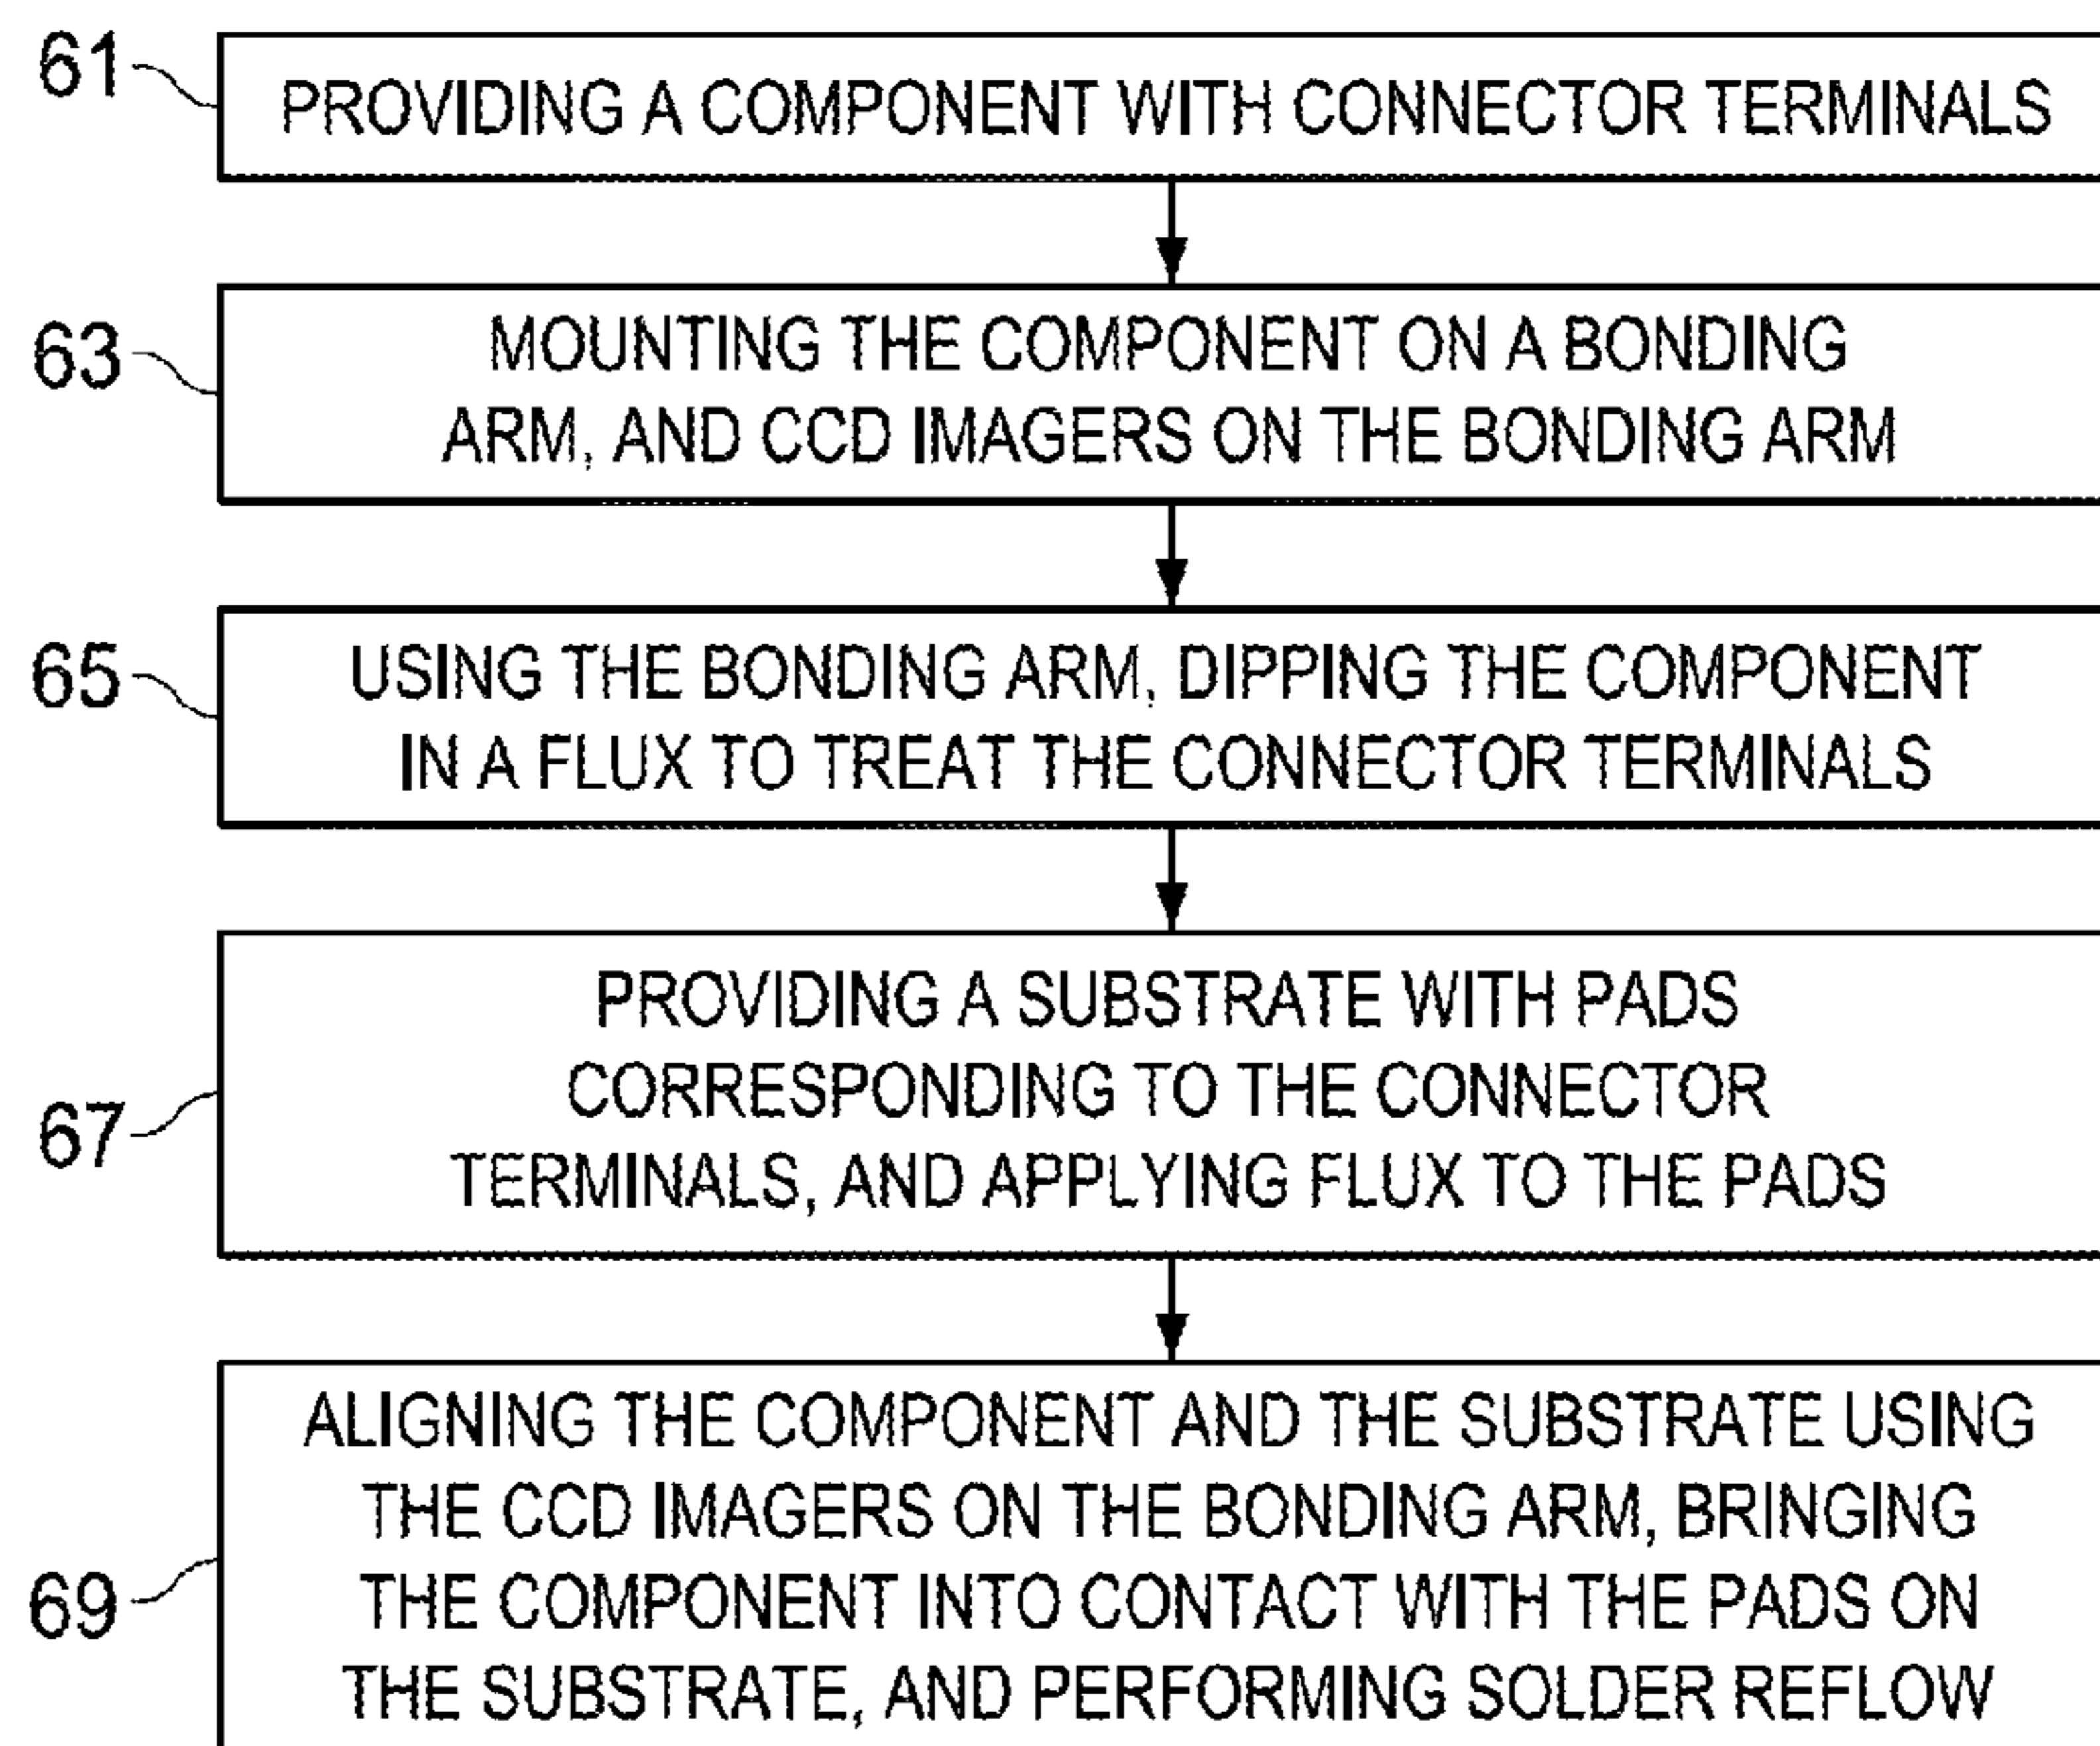 61
PROVIDING A COMPONENT WITH CONNECTOR TERMINALS
63
MOUNTING THE COMPONENT ON A BONDING
ARM, AND CCD IMAGERS ON THE BONDING ARM
65
USING THE BONDING ARM, DIPPING THE COMPONENT
IN A FLUX TO TREAT THE CONNECTOR TERMINALS
67
PROVIDING A SUBSTRATE WITH PADS
CORRESPONDING TO THE CONNECTOR
TERMINALS, AND APPLYING FLUX TO THE PADS
69
ALIGNING THE COMPONENT AND THE SUBSTRATE USING
THE CCD IMAGERS ON THE BONDING ARM, BRINGING
THE COMPONENT INTO CONTACT WITH THE PADS ON
THE SUBSTRATE, AND PERFORMING SOLDER REFLOW